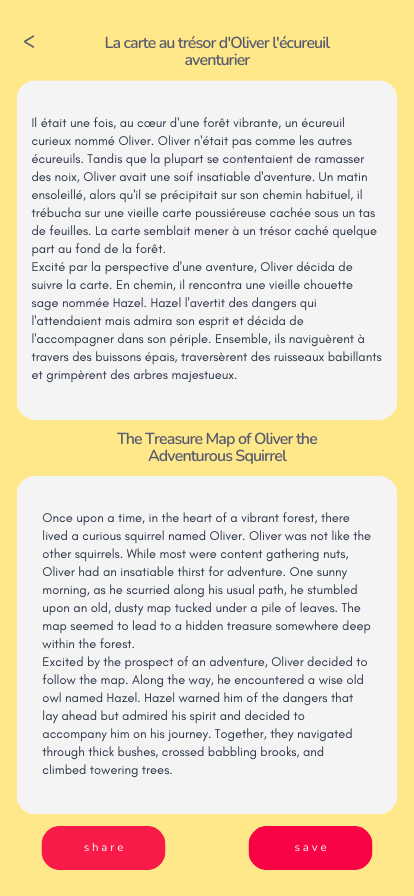 <
La carte au trésor d'Oliver l'écureuil
aventurier
Il était une fois, au cœur d'une forêt vibrante, un écureuil
curieux nommé Oliver. Oliver n'était pas comme les autres
écureuils. Tandis que la plupart se contentaient de ramasser
des noix, Oliver avait une soif insatiable d'aventure. Un matin
ensoleillé, alors qu'il se précipitait sur son chemin habituel, il
trébucha sur une vieille carte poussiéreuse cachée sous un tas
de feuilles. La carte semblait mener à un trésor caché quelque
part au fond de la forêt.
Excité par la perspective d'une aventure, Oliver décida de
suivre la carte. En chemin, il rencontra une vieille chouette
sage nommée Hazel. Hazel l'avertit des dangers qui
l'attendaient mais admira son esprit et décida de
l'accompagner dans son périple. Ensemble, ils naviguèrent à
travers des buissons épais, traversèrent des ruisseaux babillants
et grimpèrent des arbres majestueux.
The Treasure Map of Oliver the
Adventurous Squirrel
Once upon a time, in the heart of a vibrant forest, there
lived a curious squirrel named Oliver. Oliver was not like the
other squirrels. While most were content gathering nuts,
Oliver had an insatiable thirst for adventure. One sunny
morning, as he scurried along his usual path, he stumbled
upon an old, dusty map tucked under a pile of leaves. The
map seemed to lead to a hidden treasure somewhere deep
within the forest.
Excited by the prospect of an adventure, Oliver decided to
follow the map. Along the way, he encountered a wise old
owl named Hazel. Hazel warned him of the dangers that
lay ahead but admired his spirit and decided to
accompany him on his journey. Together, they navigated
through thick bushes, crossed babbling brooks, and
climbed towering trees.
share
save